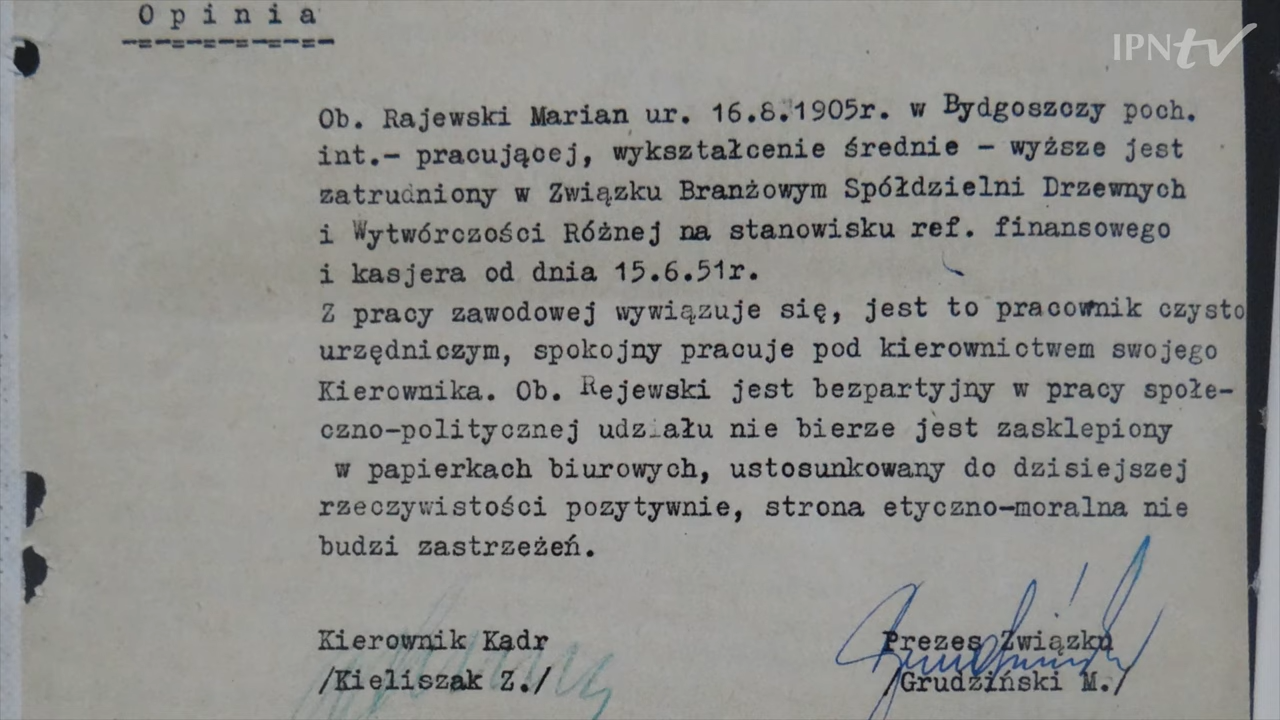 Opinia
IPNtv
Ob. Rajewski Marian ur. 16.8.1905r. w Bydgoszczy poch.
int.- pracującej, wykształcenie średnie - wyższe jest
zatrudniony w Związku Branżowym Spółdzielni Drzewnych
i Wytwórczości Różnej na stanowisku ref. finansowego
i kasjera od dnia 15.6.51r.
Z pracy zawodowej wywiązuje się, jest to pracownik czysto
urzędniczym, spokojny pracuje pod kierownictwem swojego
Kierownika. Ob. Rejewski jest bezpartyjny w pracy społe-
czno-politycznej udziału nie bierze jest zasklepiony
w papierkach biurowych, ustosunkowany do dzisiejszej
rzeczywistości pozytywnie, strona etyczno-moralna nie
budzi zastrzeżeń.
Kierownik Kadr
/Kieliszak Z./
Prezes Związku
/Grudziński M./